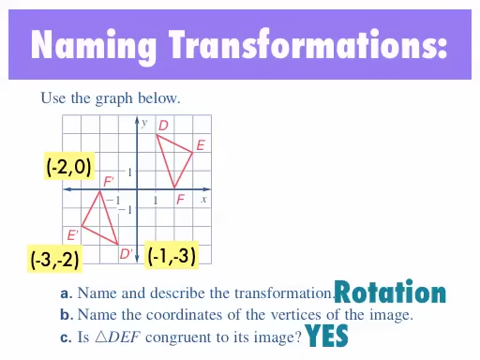 Naming Transformations:
Use the graph below.
y
D
E
(-2,0)
1
F'
-1
1
F
x
-1
E'
D'
(-3,-2)
(-1,-3)
a. Name and describe the transformation. Rotation
b. Name the coordinates of the vertices of the image.
c. Is △DEF congruent to its image? YES